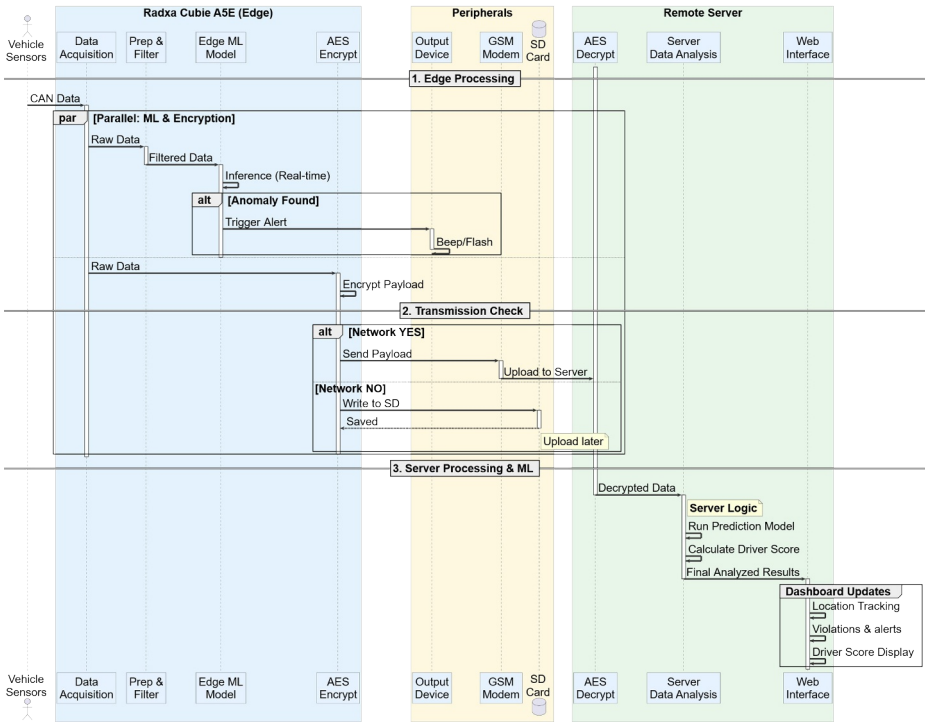 Radxa Cubie A5E (Edge)
Peripherals
Remote Server
Vehicle
Sensors
Data
Acquisition
Prep &
Filter
Edge ML
Model
AES
Encrypt
Output
Device
GSM
Modem
SD
Card
AES
Decrypt
Server
Data Analysis
Web
Interface
1. Edge Processing
CAN Data
par [Parallel: ML & Encryption]
Raw Data
Filtered Data
Inference (Real-time)
alt [Anomaly Found]
Trigger Alert
Beep/Flash
Raw Data
Encrypt Payload
2. Transmission Check
alt [Network YES]
Send Payload
Upload to Server
[Network NO]
Write to SD
Saved
Upload later
3. Server Processing & ML
Decrypted Data
Server Logic
Run Prediction Model
Calculate Driver Score
Final Analyzed Results
Dashboard Updates
Location Tracking
Violations & alerts
Driver Score Display
Vehicle
Sensors
Data
Acquisition
Prep &
Filter
Edge ML
Model
AES
Encrypt
Output
Device
GSM
Modem
SD
Card
AES
Decrypt
Server
Data Analysis
Web
Interface